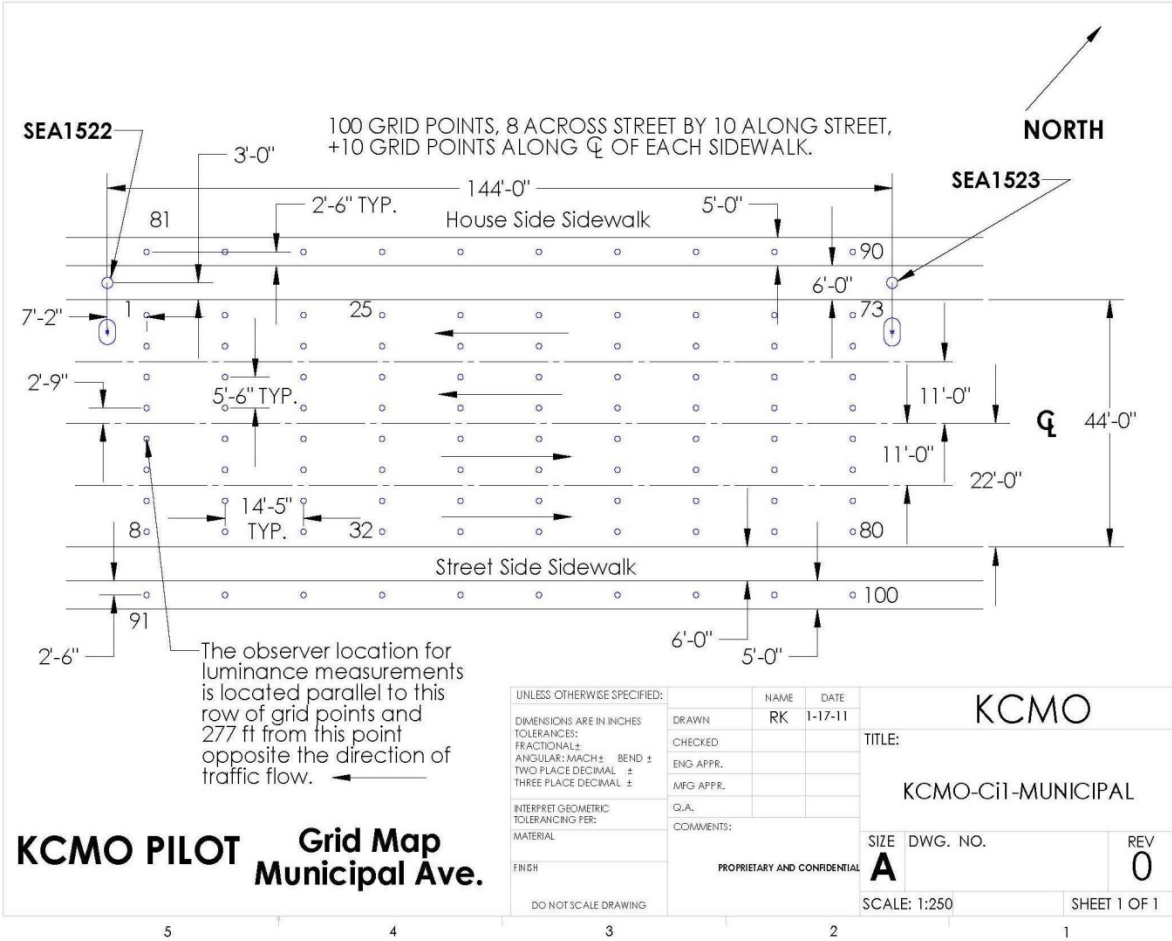 NORTH
SEA1522
3'-0"
100 GRID POINTS, 8 ACROSS STREET BY 10 ALONG STREET,
+10 GRID POINTS ALONG ℄ OF EACH SIDEWALK.
SEA1523
144'-0"
2'-6" TYP.
5'-0"
81
House Side Sidewalk
90
6'-0"
7'-2"
1
25
73
2'-9"
5'-6" TYP.
11'-0"
℄
44'-0"
11'-0"
22'-0"
14'-5"
TYP.
8
32
80
Street Side Sidewalk
91
100
2'-6"
6'-0"
5'-0"
The observer location for
luminance measurements
is located parallel to this
row of grid points and
277 ft from this point
opposite the direction of
traffic flow.
KCMO PILOT
Grid Map
Municipal Ave.
UNLESS OTHERWISE SPECIFIED:
DIMENSIONS ARE IN INCHES
TOLERANCES:
FRACTIONAL±
ANGULAR: MACH± BEND ±
TWO PLACE DECIMAL ±
THREE PLACE DECIMAL ±
INTERPRET GEOMETRIC
TOLERANCING PER:
MATERIAL
FINISH
DO NOT SCALE DRAWING
NAME DATE
DRAWN RK 1-17-11
CHECKED
ENG APPR.
MFG APPR.
Q.A.
COMMENTS:
PROPRIETARY AND CONFIDENTIAL
KCMO
TITLE:
KCMO-Ci1-MUNICIPAL
SIZE DWG. NO. REV
A 0
SCALE: 1:250 SHEET 1 OF 1
5 4 3 2 1